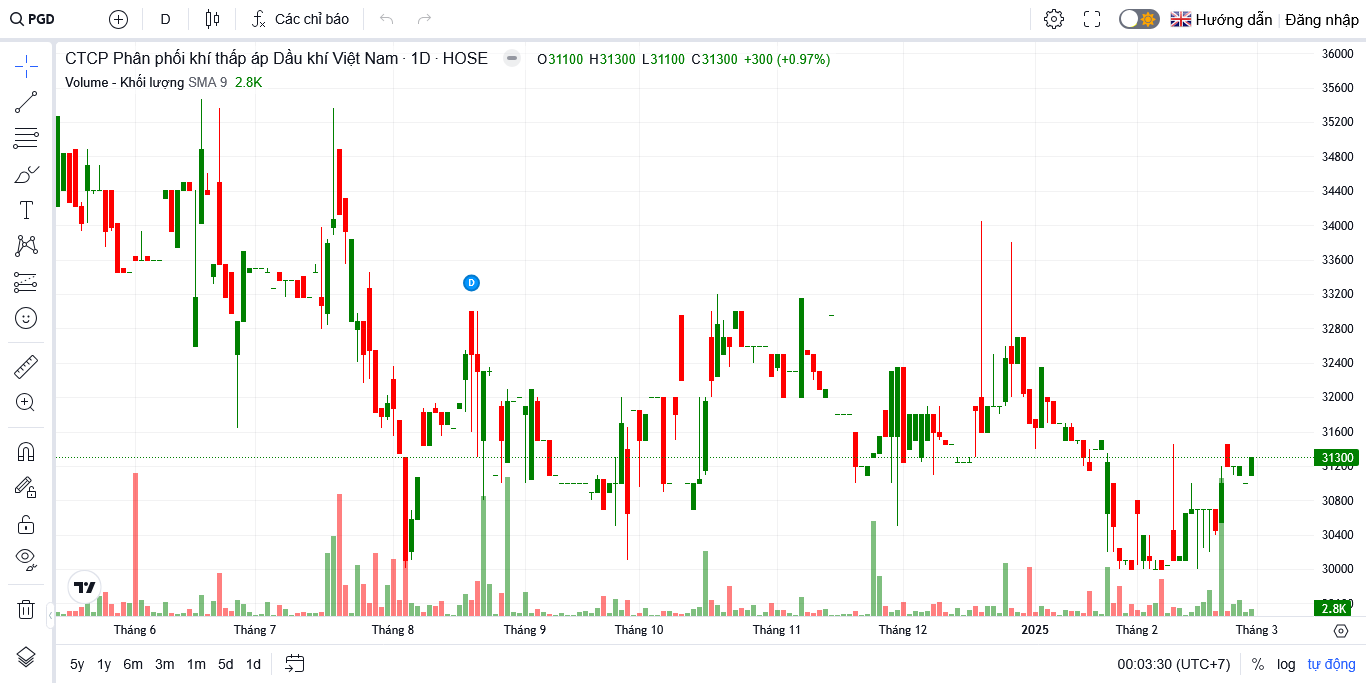 PGD D Các chỉ báo Hướng dẫn Đăng nhập
CTCP Phân phối khí thấp áp Dầu khí Việt Nam · 1D · HOSE O31100 H31300 L31100 C31300 +300 (+0.97%)
Volume - Khối lượng SMA 9 2.8K
36000
35600
35200
34800
34400
34000
33600
33200
32800
32400
32000
31600
31300
31200
30800
30400
30000
2.8K
D
Tháng 6 Tháng 7 Tháng 8 Tháng 9 Tháng 10 Tháng 11 Tháng 12 2025 Tháng 2 Tháng 3
5y 1y 6m 3m 1m 5d 1d 00:03:30 (UTC+7) % log tự động